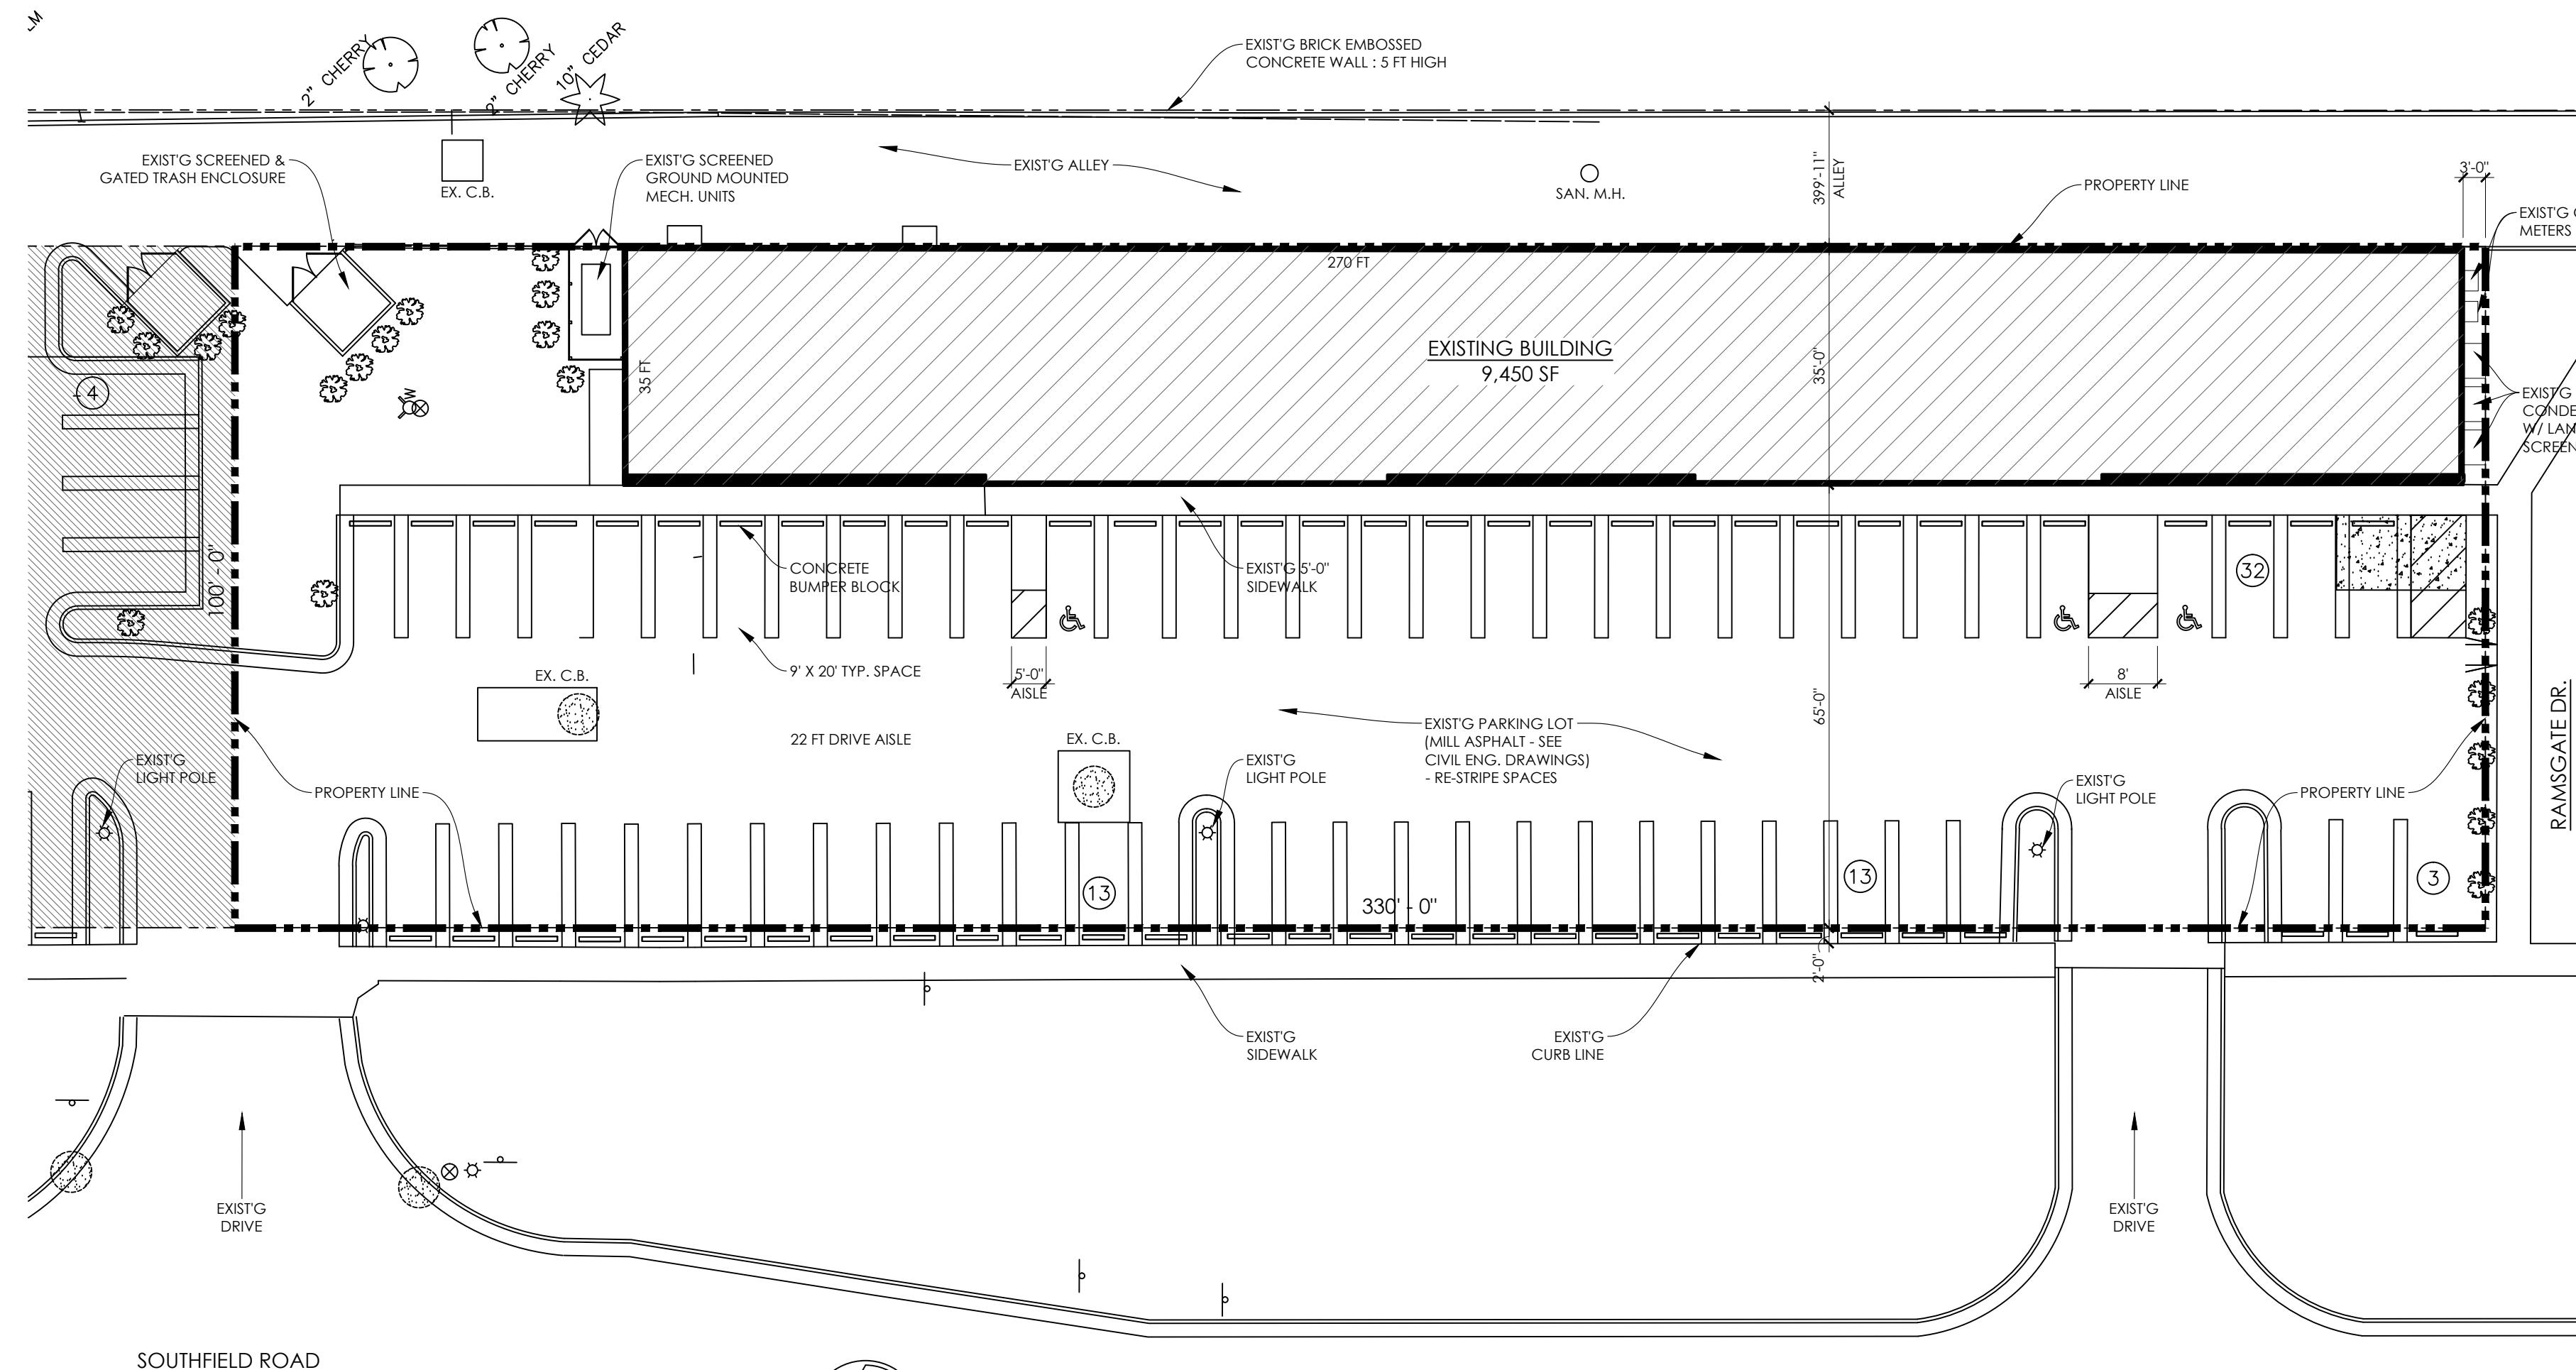 2" CHERRY
2" CHERRY
10" CEDAR
EXIST'G BRICK EMBOSSED
CONCRETE WALL : 5 FT HIGH
EXIST'G SCREENED &
GATED TRASH ENCLOSURE
EX. C.B.
EXIST'G SCREENED
GROUND MOUNTED
MECH. UNITS
EXIST'G ALLEY
SAN. M.H.
399'-11"
ALLEY
PROPERTY LINE
3'-0"
EXIST'G
METERS
270 FT
35 FT
EXISTING BUILDING
9,450 SF
35'-0"
EXIST'G
CONDE
W/ LAN
SCREEN
4
W
100' - 0"
CONCRETE
BUMPER BLOCK
EXIST'G 5'-0"
SIDEWALK
32
9' X 20' TYP. SPACE
5'-0"
AISLE
8'
AISLE
EX. C.B.
22 FT DRIVE AISLE
EX. C.B.
65'-0"
EXIST'G PARKING LOT
(MILL ASPHALT - SEE
CIVIL ENG. DRAWINGS)
- RE-STRIPE SPACES
EXIST'G
LIGHT POLE
PROPERTY LINE
EXIST'G
LIGHT POLE
EXIST'G
LIGHT POLE
PROPERTY LINE
RAMSGATE DR.
13
13
3
330' - 0"
2'-0"
EXIST'G
SIDEWALK
EXIST'G
CURB LINE
EXIST'G
DRIVE
EXIST'G
DRIVE
SOUTHFIELD ROAD